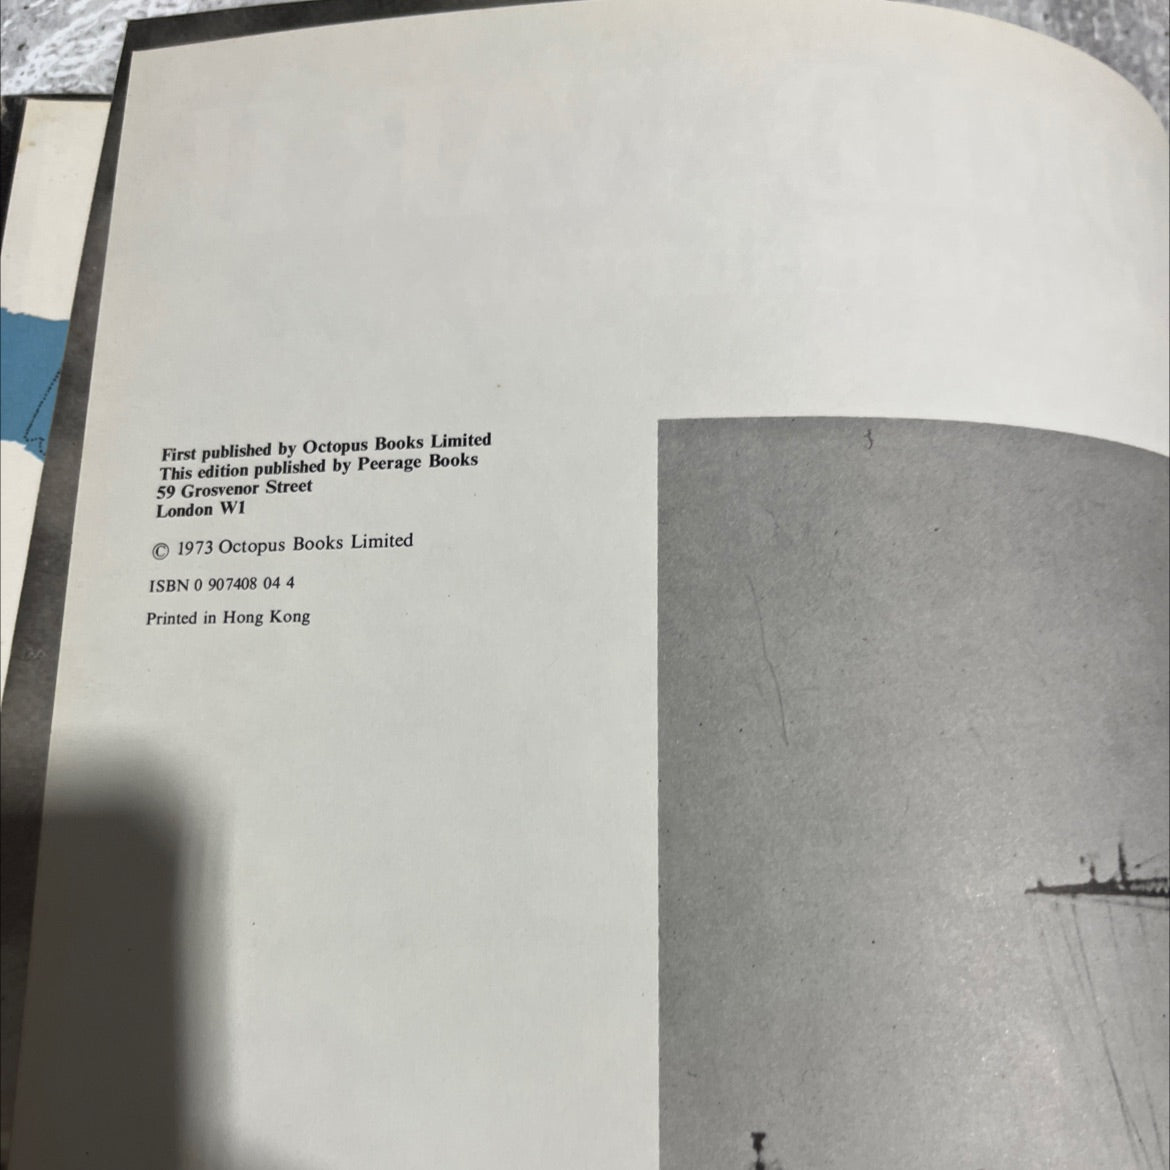 First published by Octopus Books Limited
This edition published by Peerage Books
59 Grosvenor Street
London W1
© 1973 Octopus Books Limited
ISBN 0 907408 04 4
Printed in Hong Kong